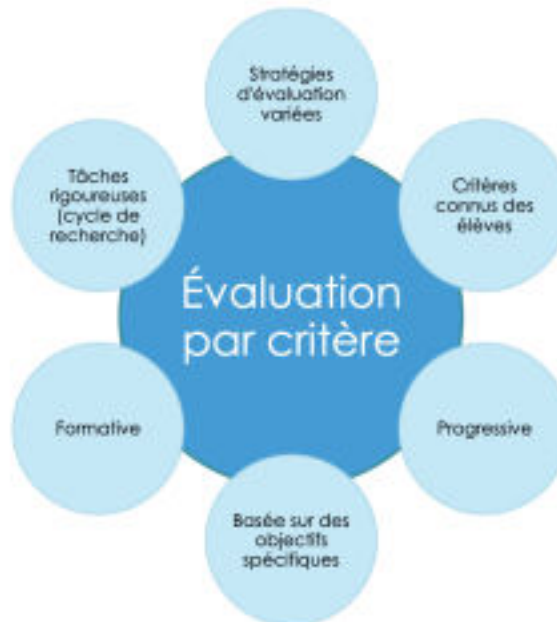 Stratégies
d'évaluation
variées
Tâches
rigoureuses
(cycle de
recherche)
Critères
connus des
élèves
Évaluation
par critère
Formative
Progressive
Basée sur des
objectifs
spécifiques